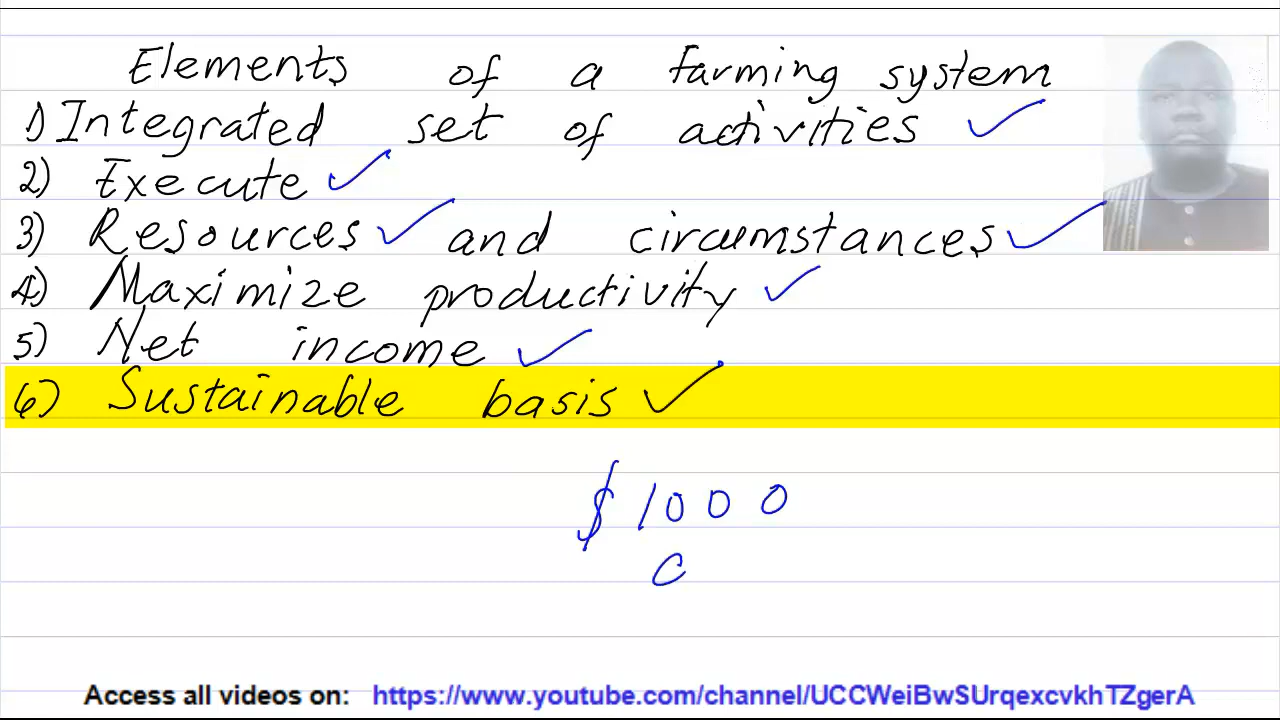 Elements of a farming system
1) Integrated set of activities
2) Execute
3) Resources and circumstances
4) Maximize productivity
5) Net income
6) Sustainable basis
$1000
C
Access all videos on: https://www.youtube.com/channel/UCCWeiBwSUrqexcvkhTZgerA